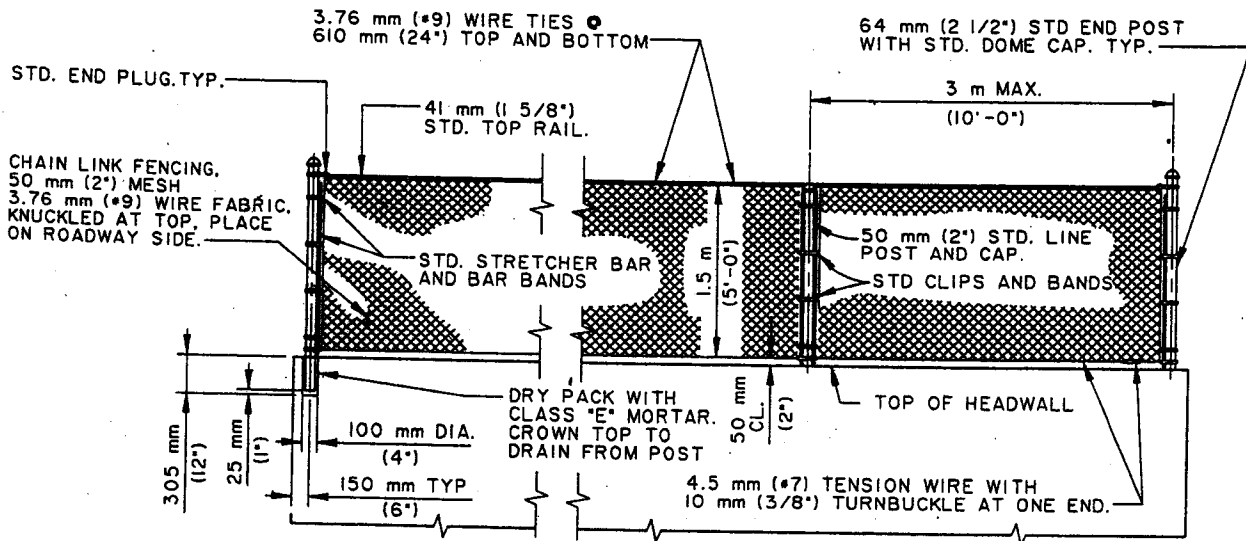 3.76 mm (#9) WIRE TIES @
610 mm (24") TOP AND BOTTOM
64 mm (2 1/2") STD END POST
WITH STD. DOME CAP. TYP.
STD. END PLUG.TYP.
3 m MAX.
(10'-0")
41 mm (1 5/8")
STD. TOP RAIL.
CHAIN LINK FENCING,
50 mm (2") MESH
3.76 mm (#9) WIRE FABRIC,
KNUCKLED AT TOP, PLACE
ON ROADWAY SIDE.
STD. STRETCHER BAR
AND BAR BANDS
1.5 m
(5'-0")
50 mm (2") STD. LINE
POST AND CAP.
STD CLIPS AND BANDS
DRY PACK WITH
CLASS "E" MORTAR.
CROWN TOP TO
DRAIN FROM POST
50 mm
CL.
(2")
TOP OF HEADWALL
305 mm
(12")
25 mm
(1")
100 mm DIA.
(4")
150 mm TYP
(6")
4.5 mm (#7) TENSION WIRE WITH
10 mm (3/8") TURNBUCKLE AT ONE END.